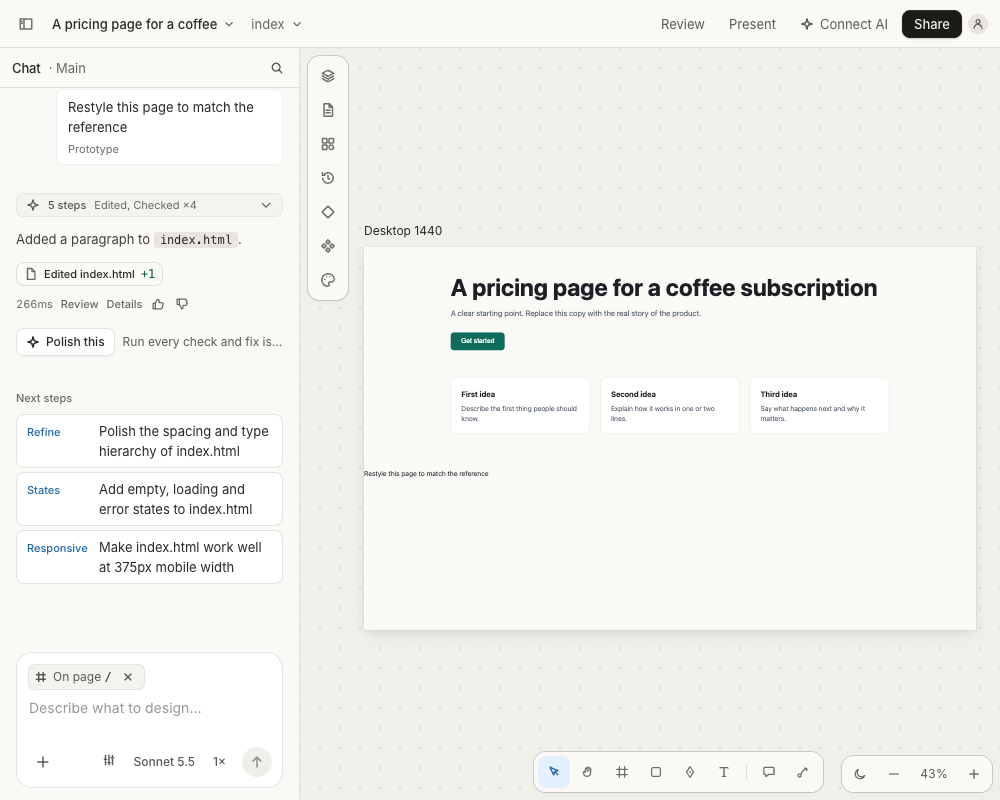 A pricing page for a coffee
index
Review
Present
Connect AI
Share
Chat · Main
Restyle this page to match the
reference
Prototype
5 steps Edited, Checked ×4
Added a paragraph to index.html.
Edited index.html +1
266ms Review Details
Polish this
Run every check and fix is...
Next steps
Refine
Polish the spacing and type
hierarchy of index.html
States
Add empty, loading and
error states to index.html
Responsive
Make index.html work well
at 375px mobile width
On page /
Describe what to design...
Sonnet 5.5
1×
Desktop 1440
A pricing page for a coffee subscription
A clear starting point. Replace this copy with the real story of the product.
Get started
First idea
Describe the first thing people should
know.
Second idea
Explain how it works in one or two
lines.
Third idea
Say what happens next and why it
matters.
Restyle this page to match the reference
43%